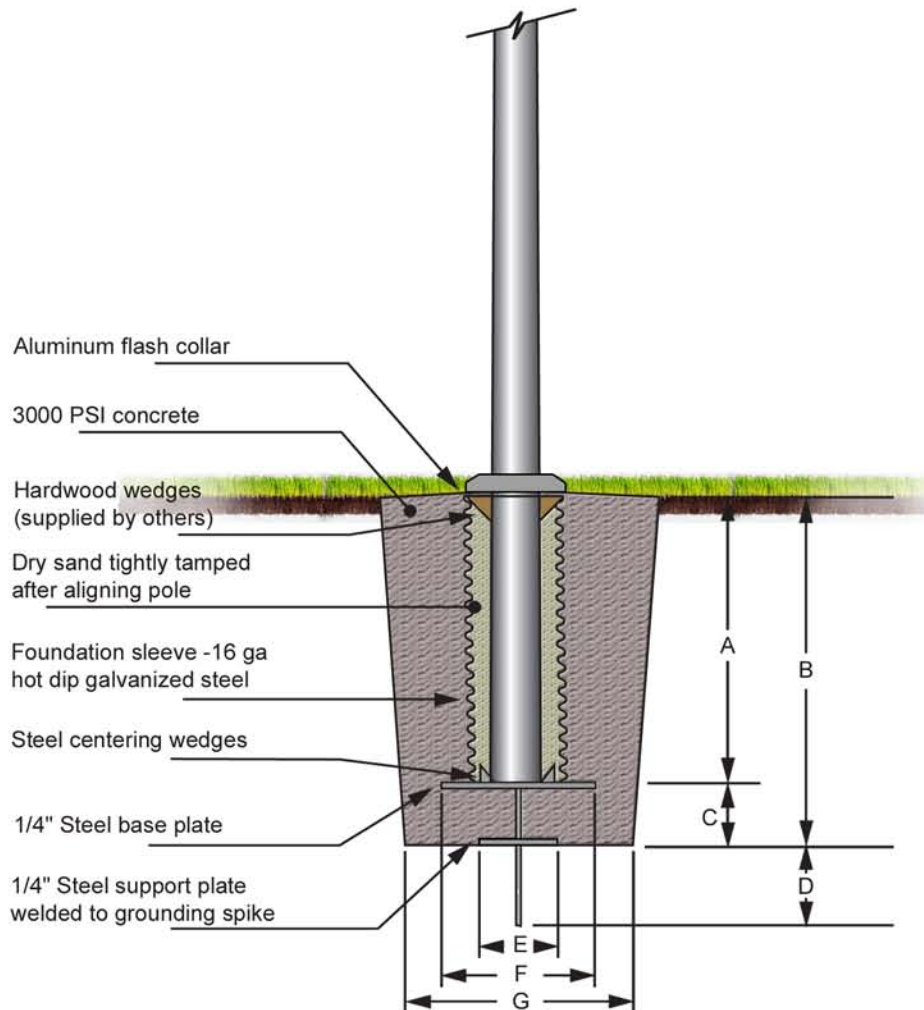 Aluminum flash collar
3000 PSI concrete
Hardwood wedges
(supplied by others)
Dry sand tightly tamped
after aligning pole
Foundation sleeve -16 ga
hot dip galvanized steel
Steel centering wedges
1/4" Steel base plate
1/4" Steel support plate
welded to grounding spike
A
B
C
D
E
F
G